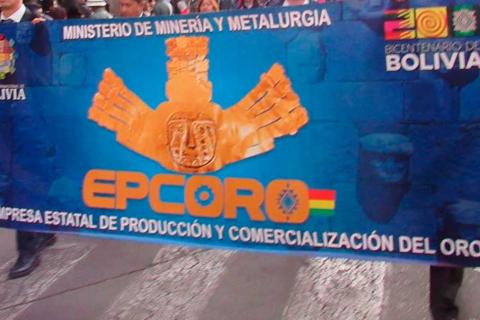 MINISTERIO DE MINERÍA Y METALURGIA
BICENTENARIO DE
BOLIVIA
LIVIA
EPCORO
MPRESA ESTATAL DE PRODUCCIÓN Y COMERCIALIZACIÓN DEL ORO